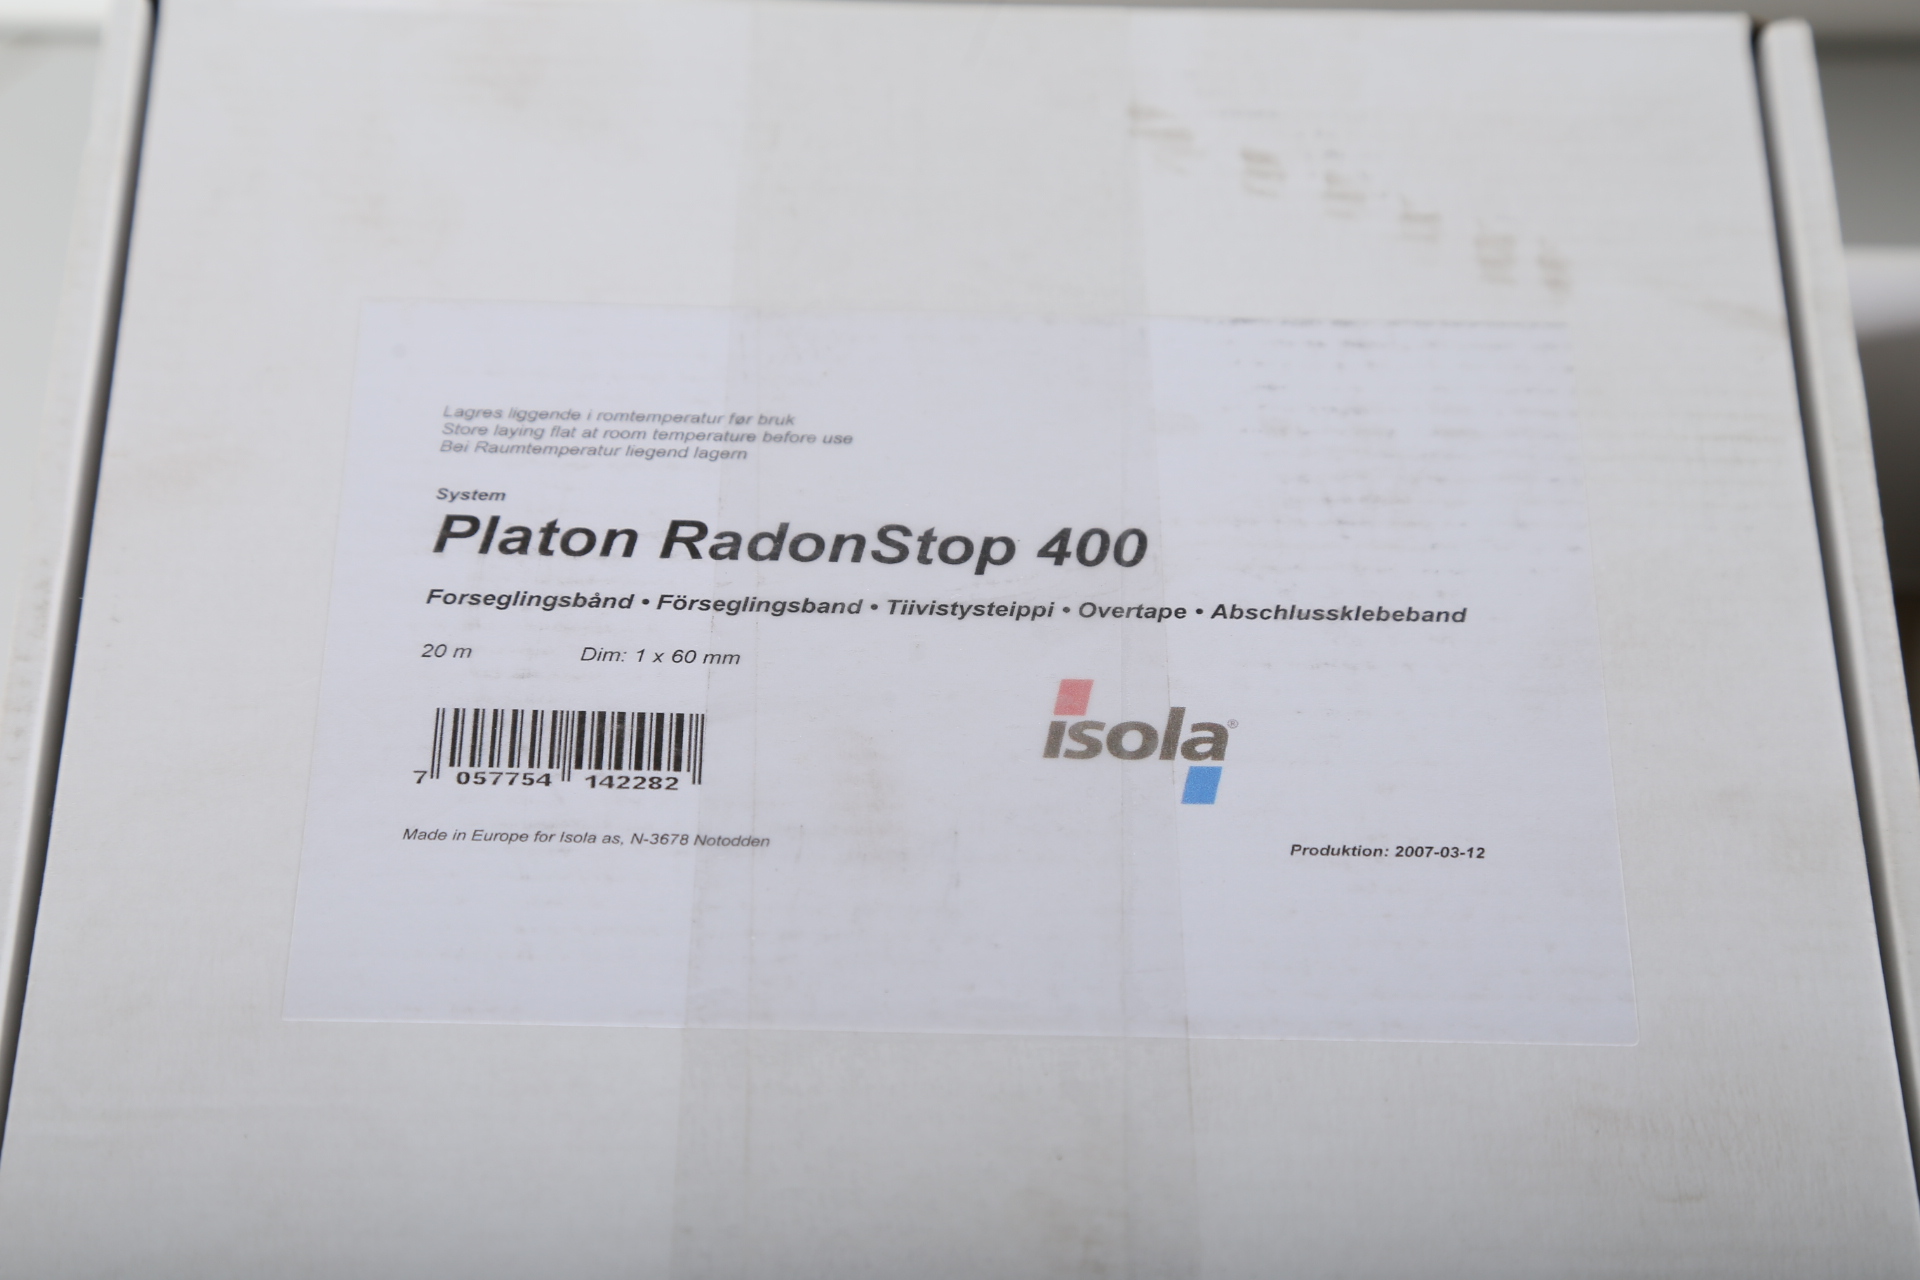 Lagres liggende i romtemperatur før bruk
Store laying flat at room temperature before use
Bei Raumtemperatur liegend lagern
System
Platon RadonStop 400
Forseglingsbånd • Förseglingsband • Tiivistysteippi • Overtape • Abschlussklebeband
20 m Dim: 1 x 60 mm
isola®
7 057754 142282
Made in Europe for Isola as, N-3678 Notodden
Produktion: 2007-03-12